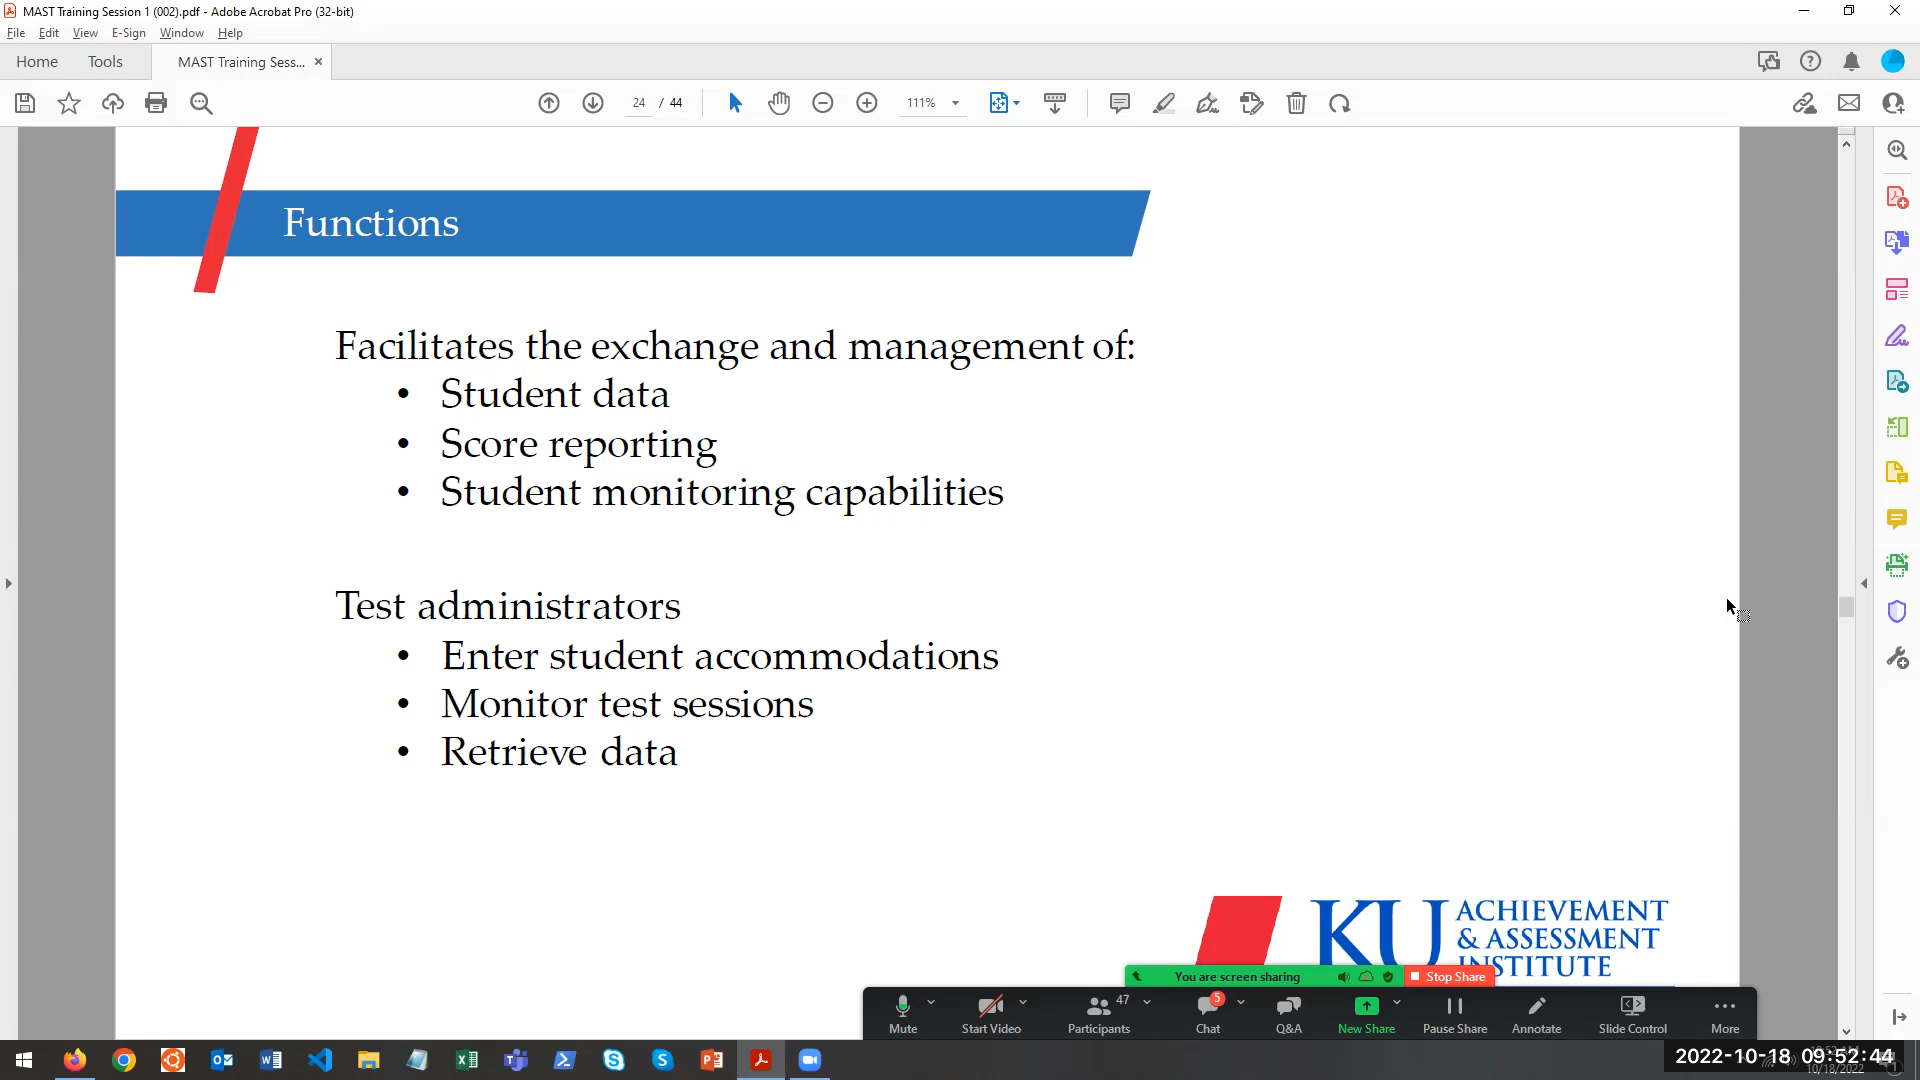 MAST Training Session 1 (002).pdf - Adobe Acrobat Pro (32-bit)
File Edit View E-Sign Window Help
Home Tools MAST Training Sess... ×
24 / 44 111%
Functions
Facilitates the exchange and management of:
• Student data
• Score reporting
• Student monitoring capabilities
Test administrators
• Enter student accommodations
• Monitor test sessions
• Retrieve data
KU ACHIEVEMENT
& ASSESSMENT
INSTITUTE
You are screen sharing Stop Share
47 5
Mute Start Video Participants Chat Q&A New Share Pause Share Annotate Slide Control More
2022-10-18 09:52:44
10/18/2022